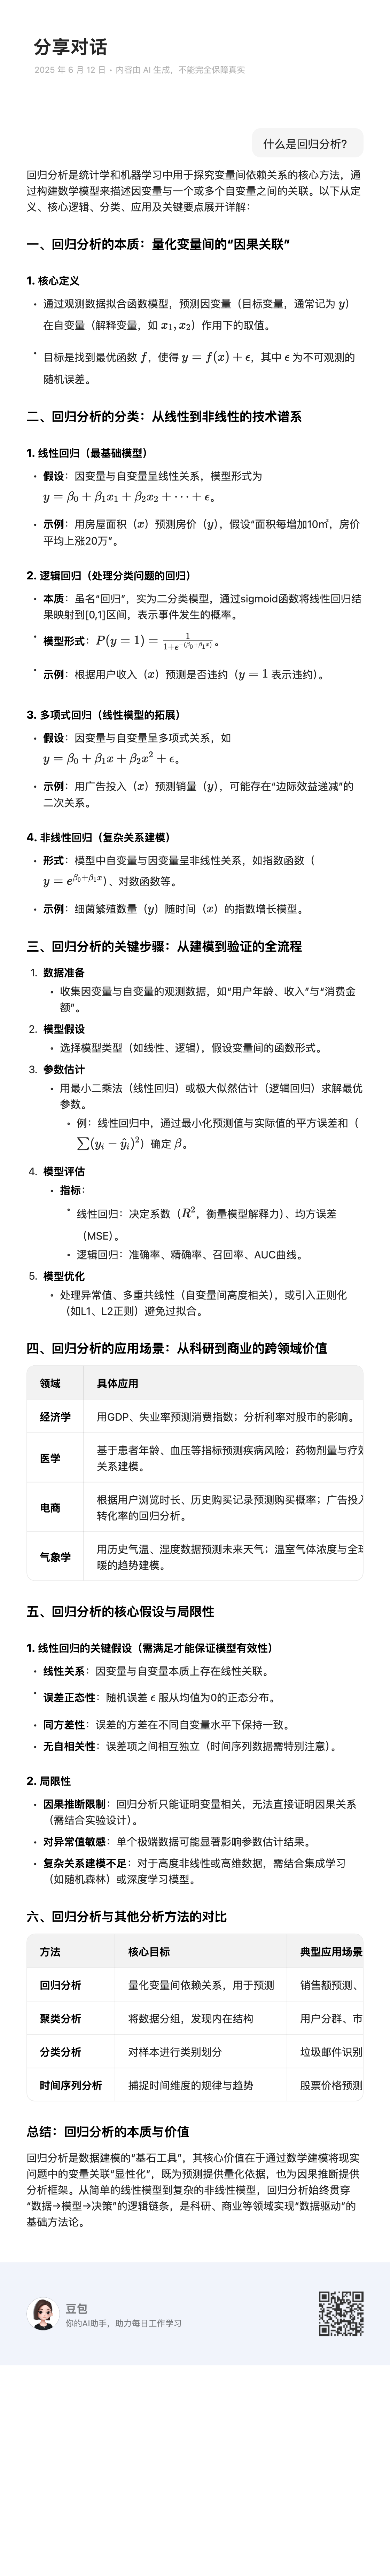 分享对话
2025 年 6 月 12 日 · 内容由 AI 生成，不能完全保障真实
什么是回归分析？
回归分析是统计学和机器学习中用于探究变量间依赖关系的核心方法，通
过构建数学模型来描述因变量与一个或多个自变量之间的关联。以下从定
义、核心逻辑、分类、应用及关键要点展开详解：
一、回归分析的本质：量化变量间的“因果关联”
1. 核心定义
• 通过观测数据拟合函数模型，预测因变量（目标变量，通常记为 y）
在自变量（解释变量，如 x₁, x₂）作用下的取值。
• 目标是找到最优函数 f，使得 y = f(x) + ϵ，其中 ϵ 为不可观测的
随机误差。
二、回归分析的分类：从线性到非线性的技术谱系
1. 线性回归（最基础模型）
• 假设：因变量与自变量呈线性关系，模型形式为
y = β₀ + β₁x₁ + β₂x₂ + ⋯ + ϵ。
• 示例：用房屋面积（x）预测房价（y），假设“面积每增加10㎡，房价
平均上涨20万”。
2. 逻辑回归（处理分类问题的回归）
• 本质：虽名“回归”，实为二分类模型，通过sigmoid函数将线性回归结
果映射到[0,1]区间，表示事件发生的概率。
• 模型形式：P(y = 1) = 1/(1+e^−(β₀+β₁x))。
• 示例：根据用户收入（x）预测是否违约（y = 1 表示违约）。
3. 多项式回归（线性模型的拓展）
• 假设：因变量与自变量呈多项式关系，如
y = β₀ + β₁x + β₂x² + ϵ。
• 示例：用广告投入（x）预测销量（y），可能存在“边际效益递减”的
二次关系。
4. 非线性回归（复杂关系建模）
• 形式：模型中自变量与因变量呈非线性关系，如指数函数（
y = e^(β₀+β₁x)）、对数函数等。
• 示例：细菌繁殖数量（y）随时间（x）的指数增长模型。
三、回归分析的关键步骤：从建模到验证的全流程
1. 数据准备
• 收集因变量与自变量的观测数据，如“用户年龄、收入”与“消费金
额”。
2. 模型假设
• 选择模型类型（如线性、逻辑），假设变量间的函数形式。
3. 参数估计
• 用最小二乘法（线性回归）或极大似然估计（逻辑回归）求解最优
参数。
• 例：线性回归中，通过最小化预测值与实际值的平方误差和（
∑(yᵢ − ŷᵢ)²）确定 β。
4. 模型评估
• 指标：
• 线性回归：决定系数（R²，衡量模型解释力）、均方误差
（MSE）。
• 逻辑回归：准确率、精确率、召回率、AUC曲线。
5. 模型优化
• 处理异常值、多重共线性（自变量间高度相关），或引入正则化
（如L1、L2正则）避免过拟合。
四、回归分析的应用场景：从科研到商业的跨领域价值
领域 具体应用
经济学 用GDP、失业率预测消费指数；分析利率对股市的影响。
医学 基于患者年龄、血压等指标预测疾病风险；药物剂量与疗效
关系建模。
电商 根据用户浏览时长、历史购买记录预测购买概率；广告投入
转化率的回归分析。
气象学 用历史气温、湿度数据预测未来天气；温室气体浓度与全球
暖的趋势建模。
五、回归分析的核心假设与局限性
1. 线性回归的关键假设（需满足才能保证模型有效性）
• 线性关系：因变量与自变量本质上存在线性关联。
• 误差正态性：随机误差 ϵ 服从均值为0的正态分布。
• 同方差性：误差的方差在不同自变量水平下保持一致。
• 无自相关性：误差项之间相互独立（时间序列数据需特别注意）。
2. 局限性
• 因果推断限制：回归分析只能证明变量相关，无法直接证明因果关系
（需结合实验设计）。
• 对异常值敏感：单个极端数据可能显著影响参数估计结果。
• 复杂关系建模不足：对于高度非线性或高维数据，需结合集成学习
（如随机森林）或深度学习模型。
六、回归分析与其他分析方法的对比
方法 核心目标 典型应用场景
回归分析 量化变量间依赖关系，用于预测 销售额预测、
聚类分析 将数据分组，发现内在结构 用户分群、市
分类分析 对样本进行类别划分 垃圾邮件识别
时间序列分析 捕捉时间维度的规律与趋势 股票价格预测
总结：回归分析的本质与价值
回归分析是数据建模的“基石工具”，其核心价值在于通过数学建模将现实
问题中的变量关联“显性化”，既为预测提供量化依据，也为因果推断提供
分析框架。从简单的线性模型到复杂的非线性模型，回归分析始终贯穿
“数据→模型→决策”的逻辑链条，是科研、商业等领域实现“数据驱动”的
基础方法论。
豆包
你的AI助手，助力每日工作学习